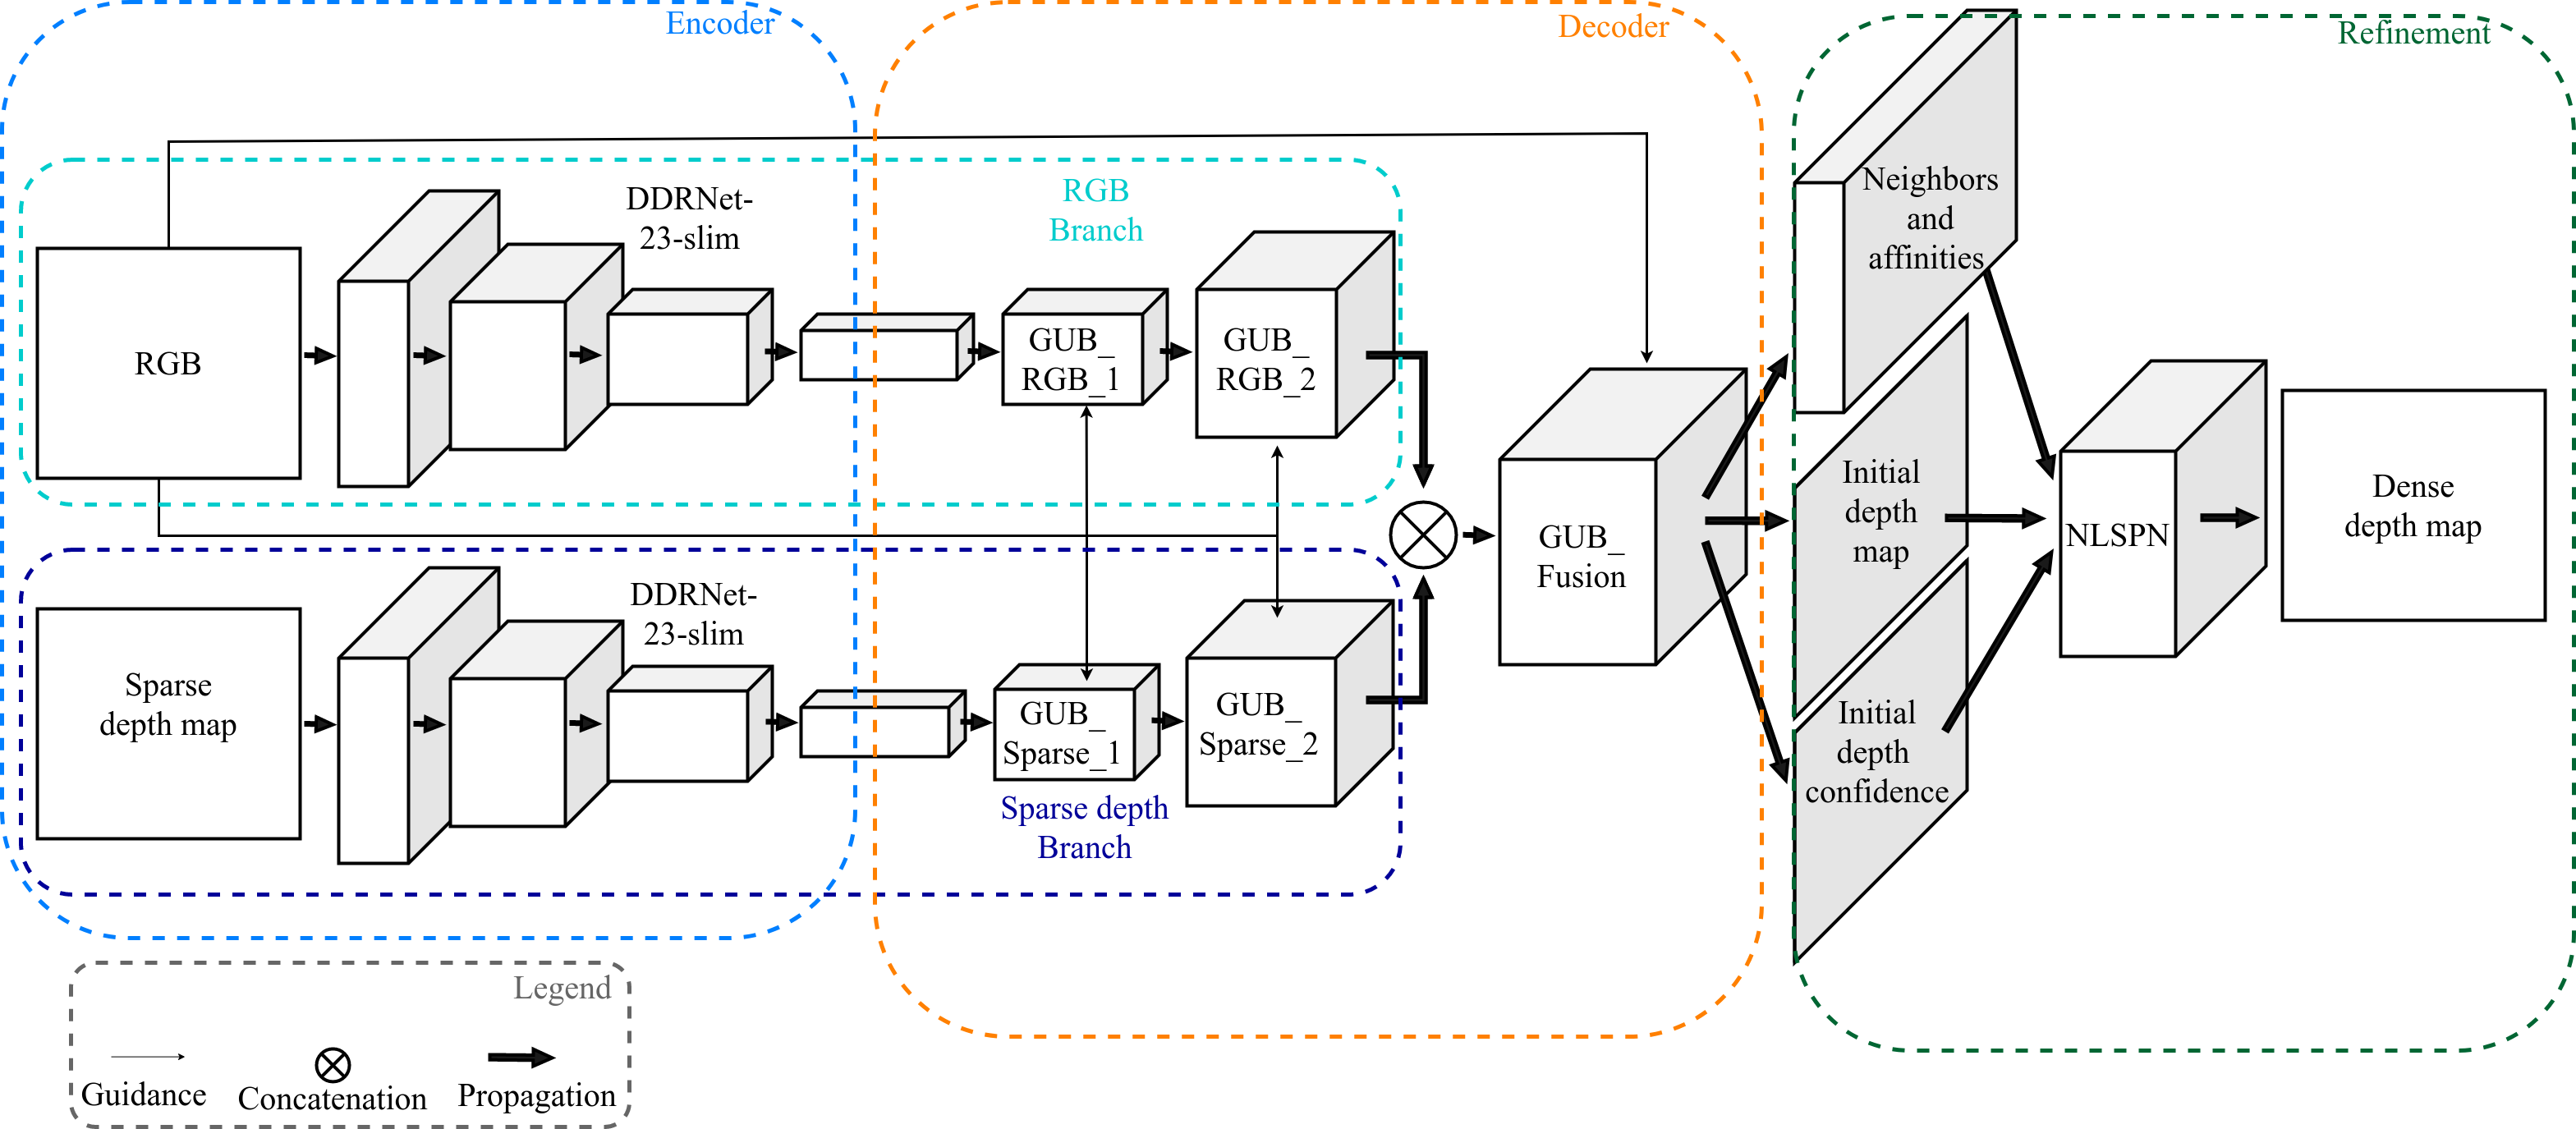 Encoder
Decoder
Refinement
RGB
DDRNet-
23-slim
RGB
Branch
GUB_
RGB_1
GUB_
RGB_2
Sparse
depth map
DDRNet-
23-slim
GUB_
Sparse_1
GUB_
Sparse_2
Sparse depth
Branch
GUB_
Fusion
Neighbors
and
affinities
Initial
depth
map
Initial
depth
confidence
NLSPN
Dense
depth map
Legend
Guidance
Concatenation
Propagation